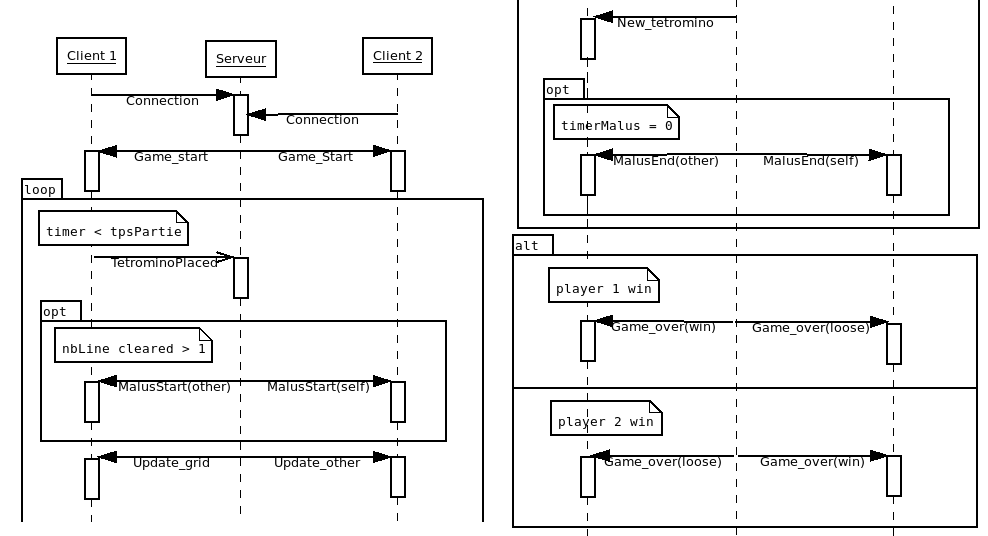 Client 1
Serveur
Client 2
Connection
Connection
Game_start
Game_Start
loop
timer < tpsPartie
TetrominoPlaced
opt
nbLine cleared > 1
MalusStart(other)
MalusStart(self)
Update_grid
Update_other
New_tetromino
opt
timerMalus = 0
MalusEnd(other)
MalusEnd(self)
alt
player 1 win
Game_over(win)
Game_over(loose)
player 2 win
Game_over(loose)
Game_over(win)